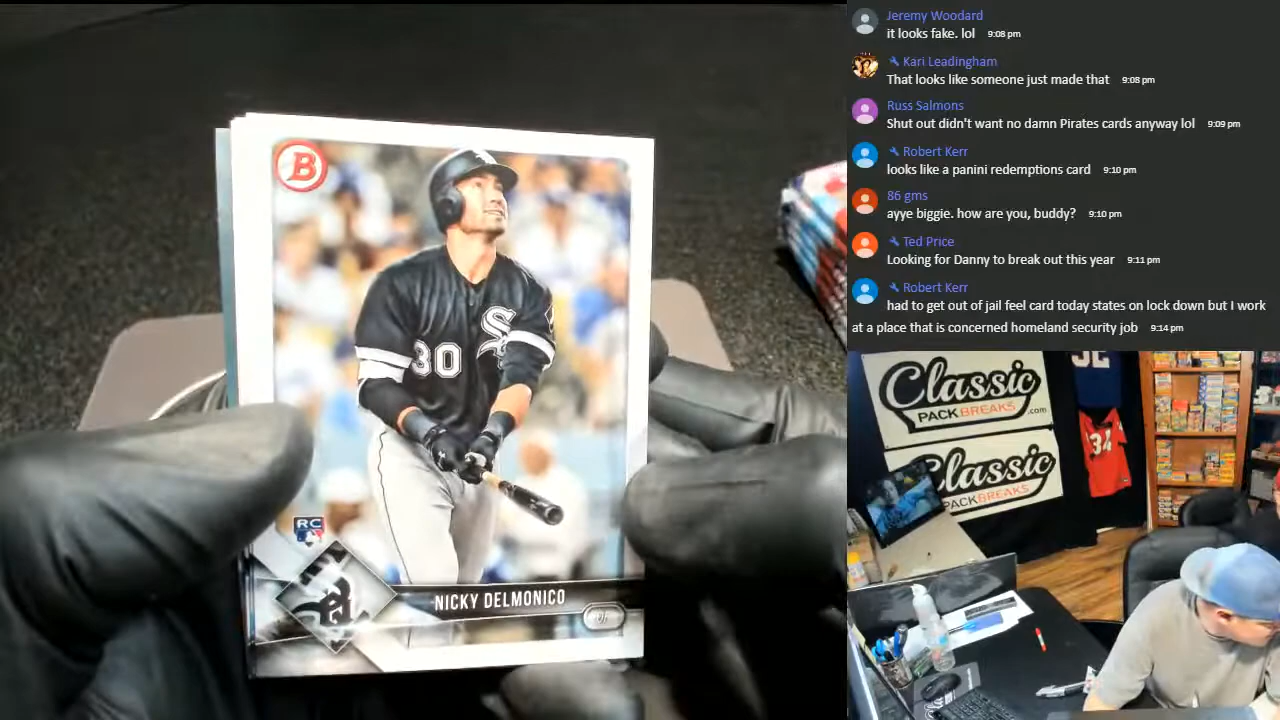 B
30
S
RC
NICKY DELMONICO
OF
Jeremy Woodard
it looks fake. lol 9:08 pm
Kari Leadingham
That looks like someone just made that 9:08 pm
Russ Salmons
Shut out didn't want no damn Pirates cards anyway lol 9:09 pm
Robert Kerr
looks like a panini redemptions card 9:10 pm
86 gms
ayye biggie. how are you, buddy? 9:10 pm
Ted Price
Looking for Danny to break out this year 9:11 pm
Robert Kerr
had to get out of jail feel card today states on lock down but I work
at a place that is concerned homeland security job 9:14 pm
Classic
PACK BREAKS.com
Classic
PACK BREAKS
34